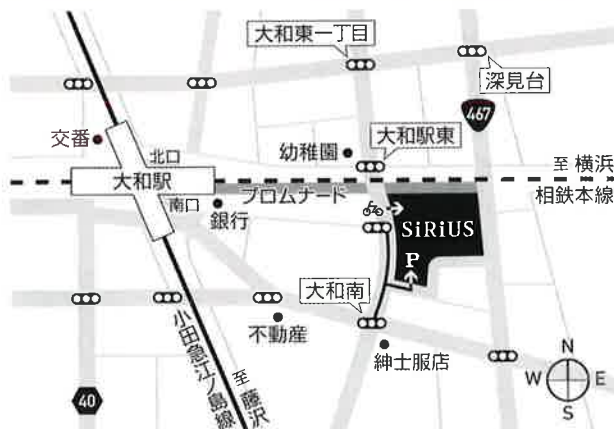 大和東一丁目
深見台
467
交番
北口
幼稚園
大和駅東
至 横浜
大和駅
プロムナード
相鉄本線
南口
銀行
SiRiUS
P
大和南
不動産
紳士服店
小田急江ノ島線
至 藤沢
40
N
W E
S